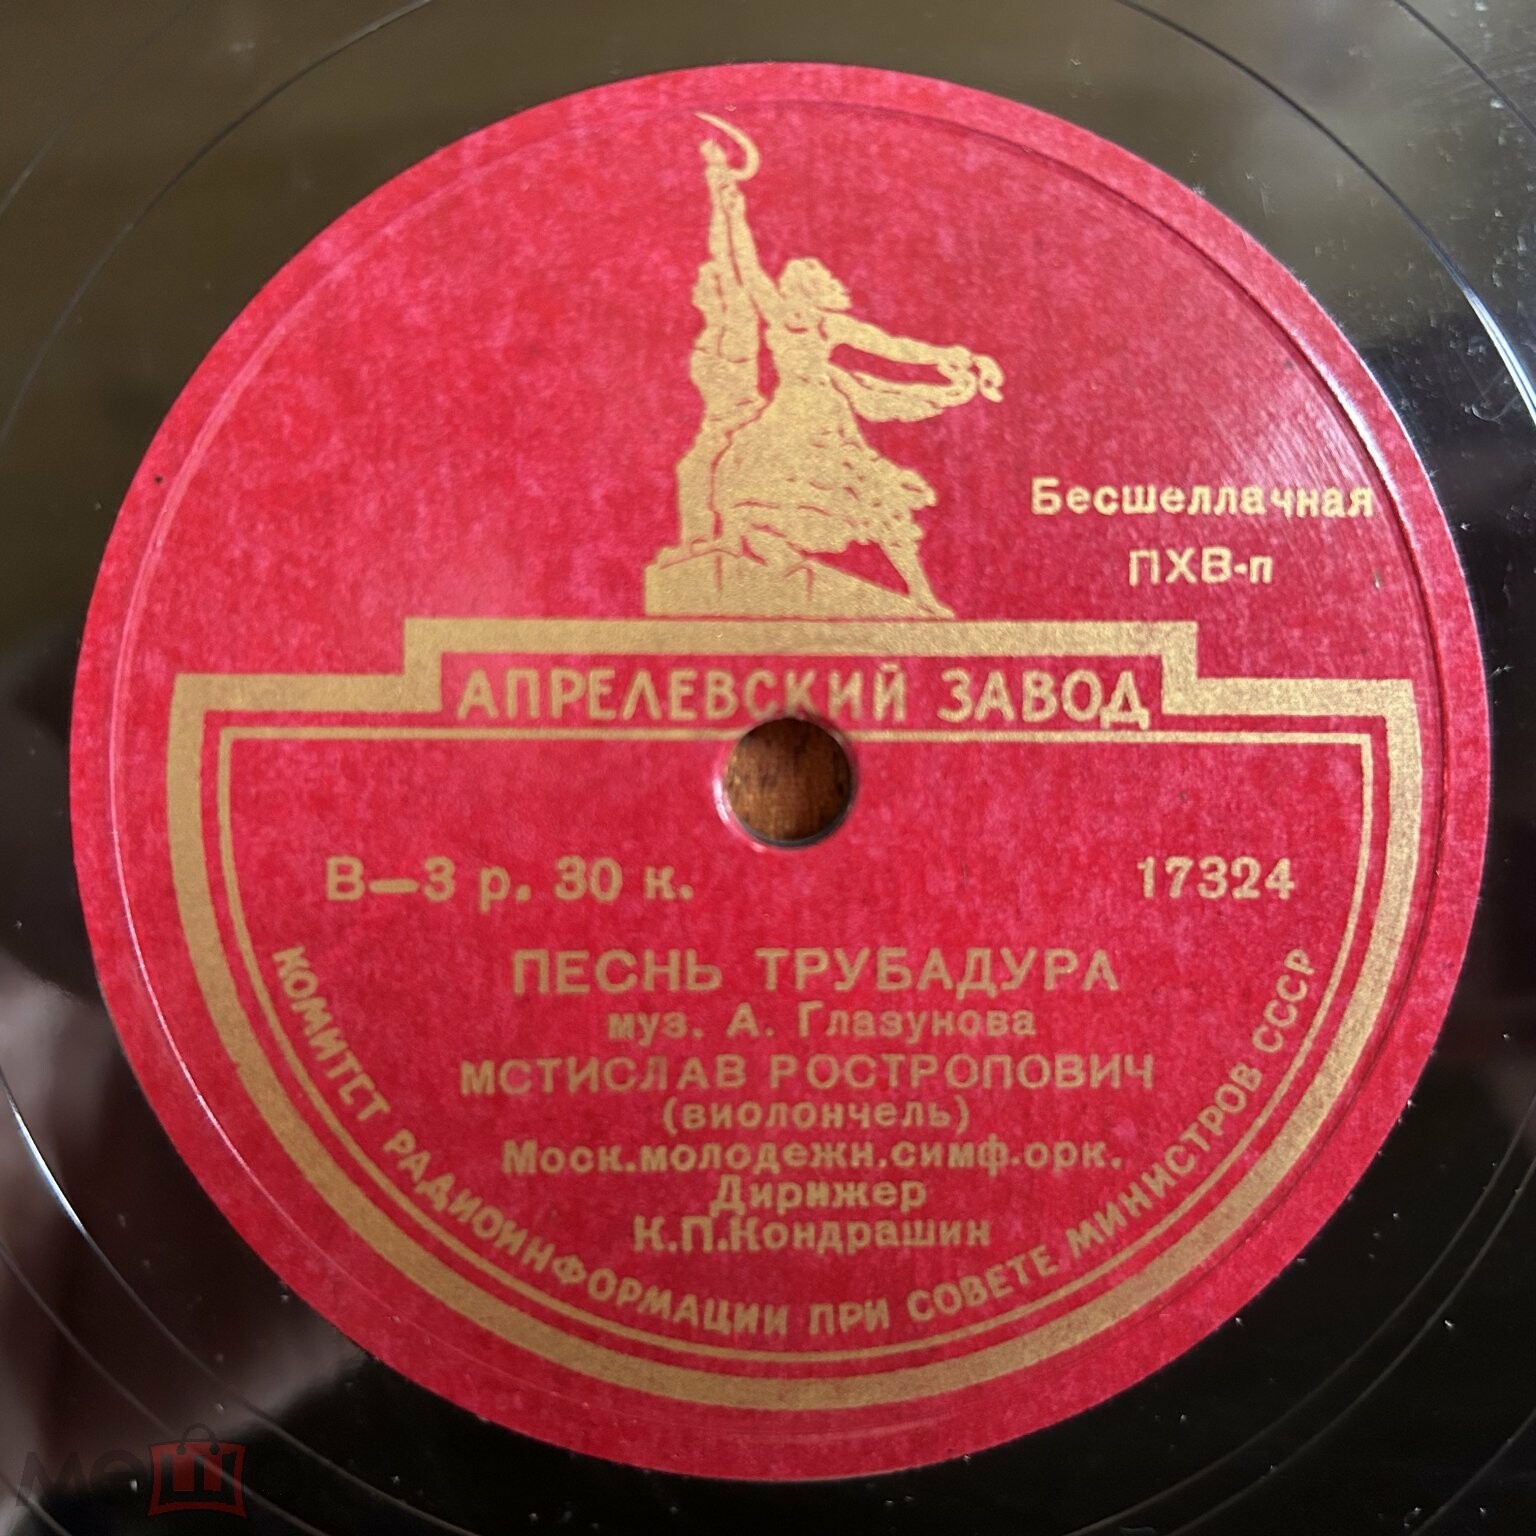 Бесшеллачная
ПХВ-п
АПРЕЛЕВСКИЙ ЗАВОД
В—3 р. 30 к.
17324
ПЕСНЬ ТРУБАДУРА
муз. А. Глазунова
МСТИСЛАВ РОСТРОПОВИЧ
(виолончель)
Моск.молодежн.симф.орк.
Дирижер
К.П.Кондрашин
КОМИТЕТ РАДИОИНФОРМАЦИИ ПРИ СОВЕТЕ МИНИСТРОВ СССР